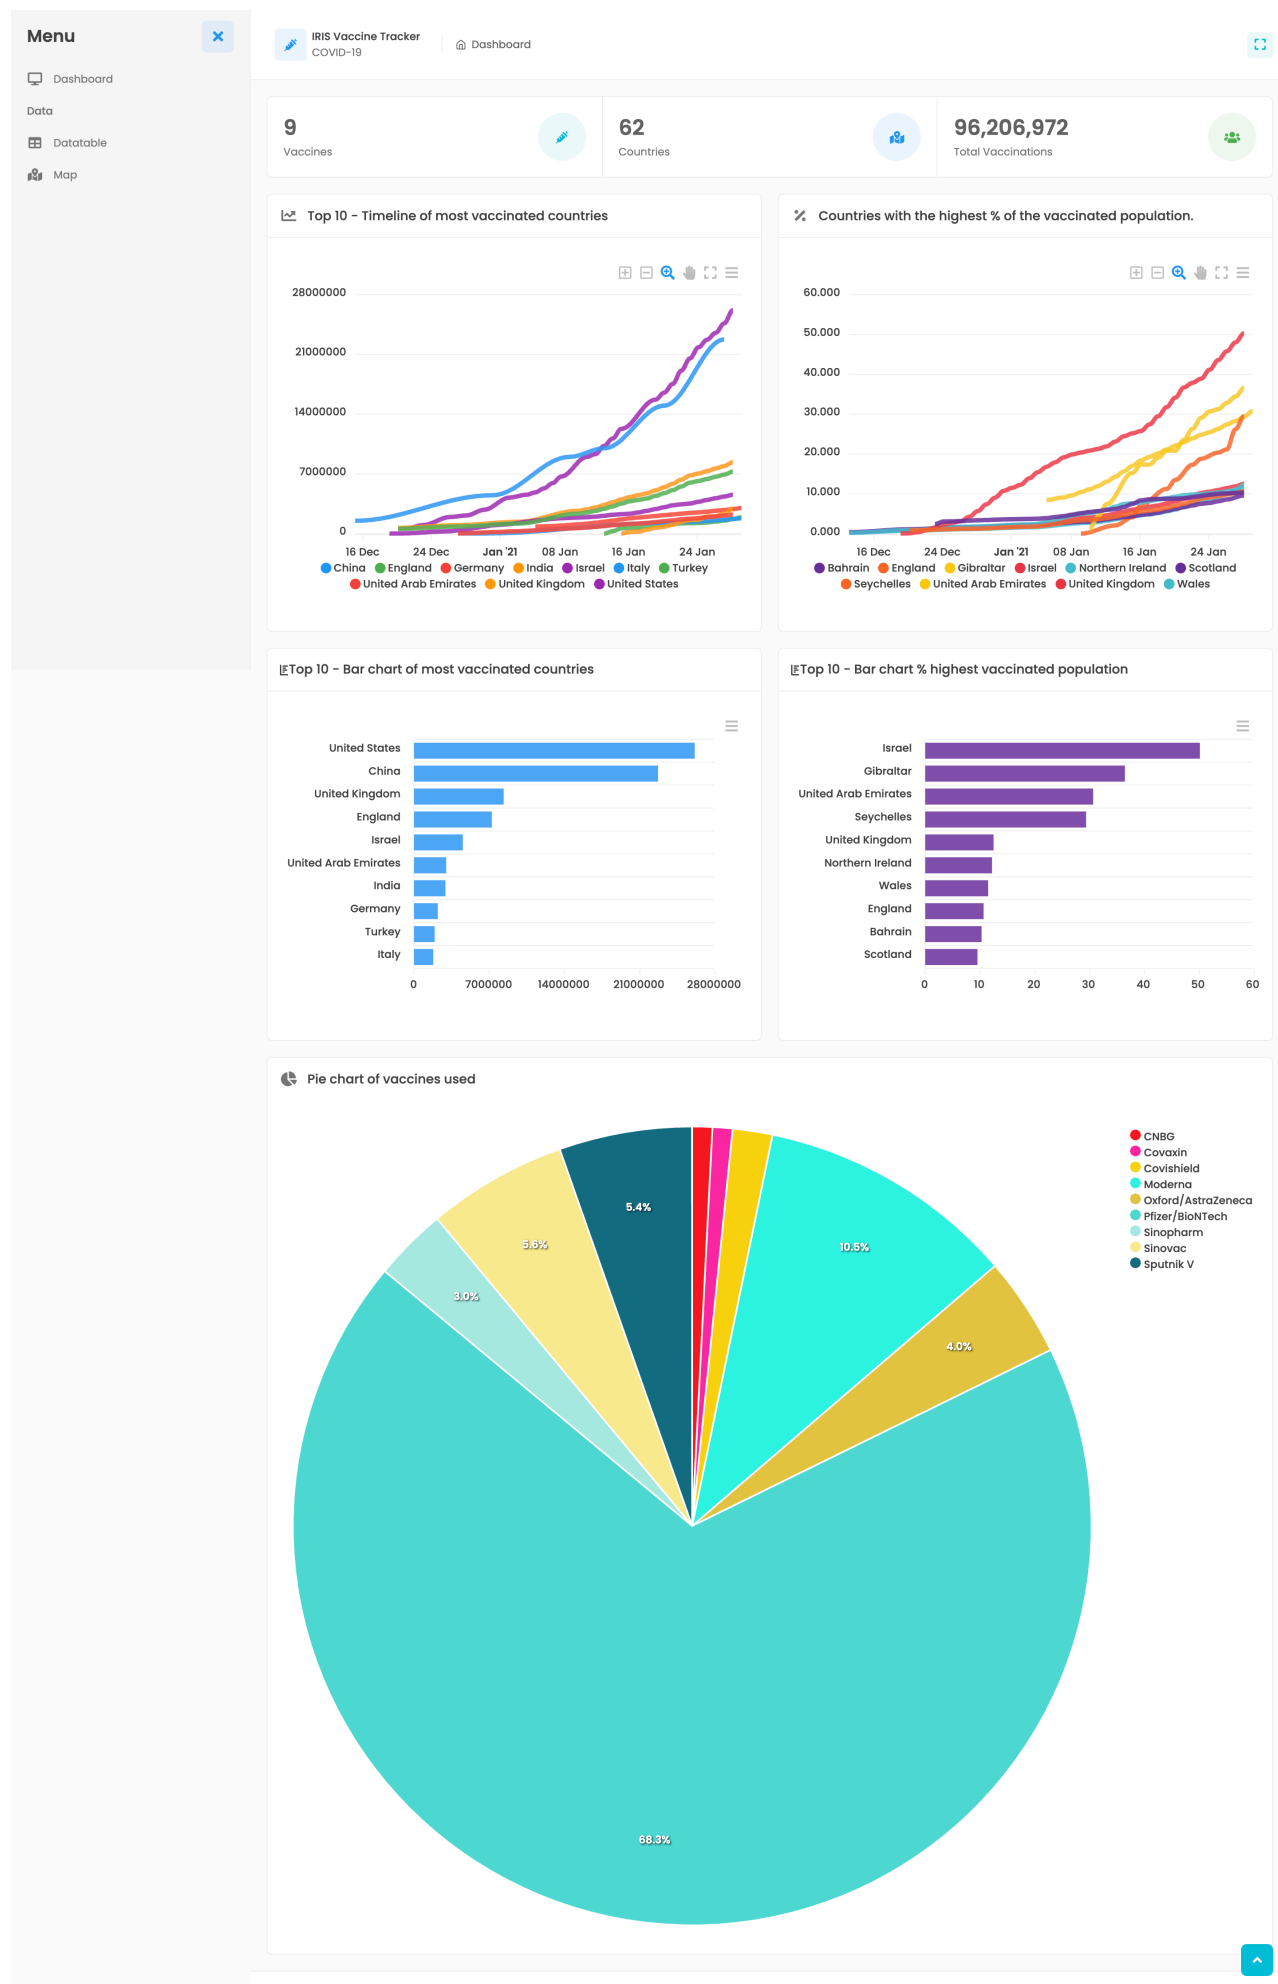 Menu
Dashboard
Data
Datatable
Map
IRIS Vaccine Tracker
COVID-19
Dashboard
9
Vaccines
62
Countries
96,206,972
Total Vaccinations
Top 10 - Timeline of most vaccinated countries
28000000
21000000
14000000
7000000
0
16 Dec 24 Dec Jan '21 08 Jan 16 Jan 24 Jan
China England Germany India Israel Italy Turkey
United Arab Emirates United Kingdom United States
Countries with the highest % of the vaccinated population.
60.000
50.000
40.000
30.000
20.000
10.000
0.000
16 Dec 24 Dec Jan '21 08 Jan 16 Jan 24 Jan
Bahrain England Gibraltar Israel Northern Ireland Scotland
Seychelles United Arab Emirates United Kingdom Wales
Top 10 - Bar chart of most vaccinated countries
United States
China
United Kingdom
England
Israel
United Arab Emirates
India
Germany
Turkey
Italy
0 7000000 14000000 21000000 28000000
Top 10 - Bar chart % highest vaccinated population
Israel
Gibraltar
United Arab Emirates
Seychelles
United Kingdom
Northern Ireland
Wales
England
Bahrain
Scotland
0 10 20 30 40 50 60
Pie chart of vaccines used
CNBG
Covaxin
Covishield
Moderna
Oxford/AstraZeneca
Pfizer/BioNTech
Sinopharm
Sinovac
Sputnik V
5.4%
5.6%
10.5%
3.0%
4.0%
68.3%